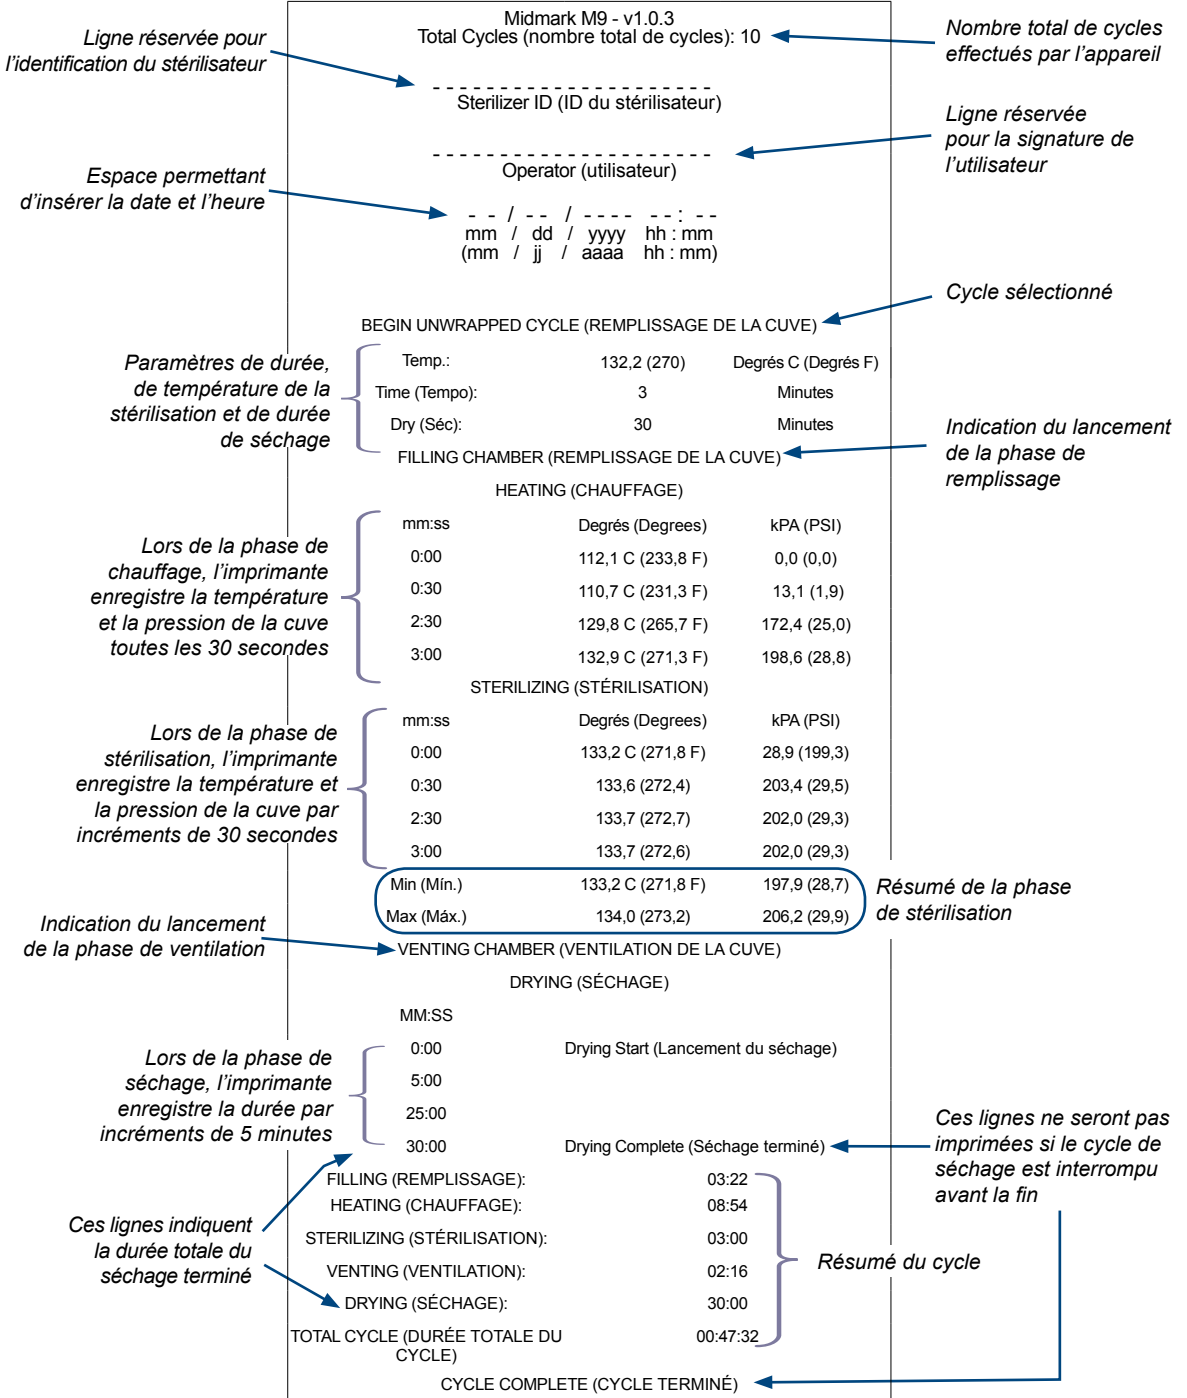 Midmark M9 - v1.0.3
Total Cycles (nombre total de cycles): 10
Nombre total de cycles
effectués par l'appareil
Ligne réservée pour
l'identification du stérilisateur
- - - - - - - - - - - - - - - - - - - - -
Sterilizer ID (ID du stérilisateur)
Ligne réservée
pour la signature de
l'utilisateur
- - - - - - - - - - - - - - - - - - - - -
Operator (utilisateur)
Espace permettant
d'insérer la date et l'heure
- - / - - / - - - - - - : - -
mm / dd / yyyy hh : mm
(mm / jj / aaaa hh : mm)
Cycle sélectionné
BEGIN UNWRAPPED CYCLE (REMPLISSAGE DE LA CUVE)
Paramètres de durée,
de température de la
stérilisation et de durée
de séchage
Temp.: 132,2 (270) Degrés C (Degrés F)
Time (Tempo): 3 Minutes
Dry (Séc): 30 Minutes
Indication du lancement
de la phase de
remplissage
FILLING CHAMBER (REMPLISSAGE DE LA CUVE)
HEATING (CHAUFFAGE)
Lors de la phase de
chauffage, l'imprimante
enregistre la température
et la pression de la cuve
toutes les 30 secondes
mm:ss Degrés (Degrees) kPA (PSI)
0:00 112,1 C (233,8 F) 0,0 (0,0)
0:30 110,7 C (231,3 F) 13,1 (1,9)
2:30 129,8 C (265,7 F) 172,4 (25,0)
3:00 132,9 C (271,3 F) 198,6 (28,8)
STERILIZING (STÉRILISATION)
Lors de la phase de
stérilisation, l'imprimante
enregistre la température et
la pression de la cuve par
incréments de 30 secondes
mm:ss Degrés (Degrees) kPA (PSI)
0:00 133,2 C (271,8 F) 28,9 (199,3)
0:30 133,6 (272,4) 203,4 (29,5)
2:30 133,7 (272,7) 202,0 (29,3)
3:00 133,7 (272,6) 202,0 (29,3)
Min (Mín.) 133,2 C (271,8 F) 197,9 (28,7)
Max (Máx.) 134,0 (273,2) 206,2 (29,9)
Résumé de la phase
de stérilisation
Indication du lancement
de la phase de ventilation
VENTING CHAMBER (VENTILATION DE LA CUVE)
DRYING (SÉCHAGE)
MM:SS
Lors de la phase de
séchage, l'imprimante
enregistre la durée par
incréments de 5 minutes
0:00 Drying Start (Lancement du séchage)
5:00
25:00
30:00 Drying Complete (Séchage terminé)
Ces lignes ne seront pas
imprimées si le cycle de
séchage est interrompu
avant la fin
Ces lignes indiquent
la durée totale du
séchage terminé
FILLING (REMPLISSAGE): 03:22
HEATING (CHAUFFAGE): 08:54
STERILIZING (STÉRILISATION): 03:00
VENTING (VENTILATION): 02:16
DRYING (SÉCHAGE): 30:00
TOTAL CYCLE (DURÉE TOTALE DU 00:47:32
CYCLE)
Résumé du cycle
CYCLE COMPLETE (CYCLE TERMINÉ)